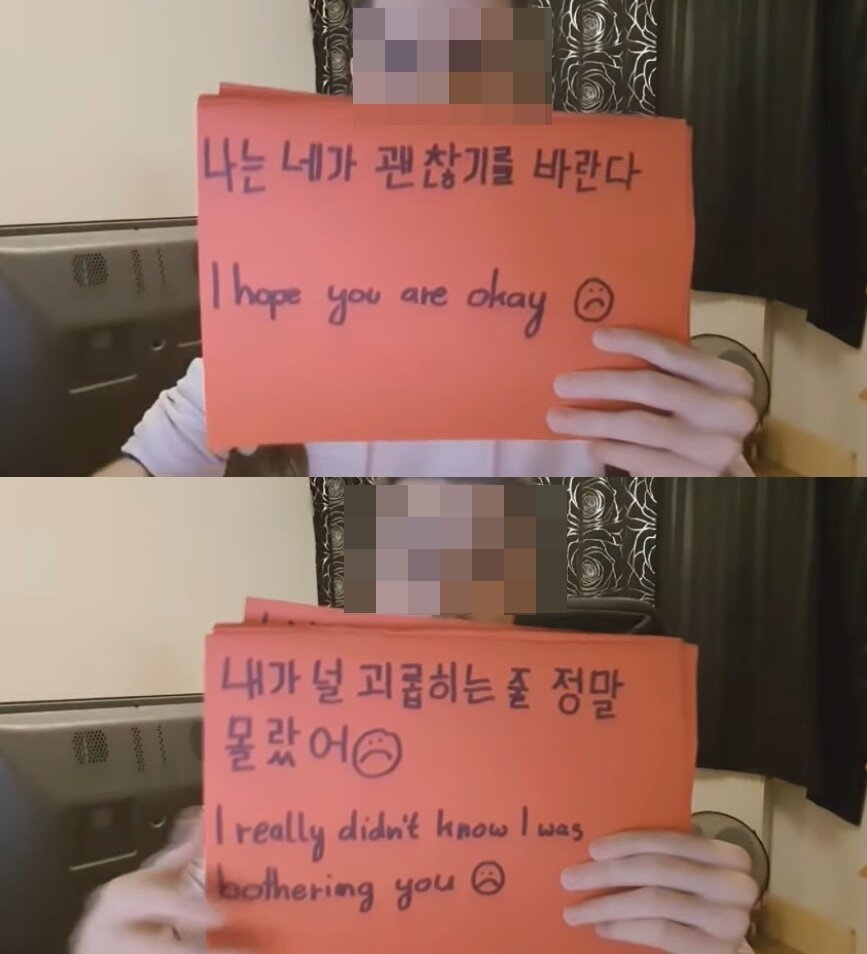 나는 네가 괜찮기를 바란다
I hope you are okay
내가 널 괴롭히는 줄 정말
몰랐어
I really didn't know I was
bothering you